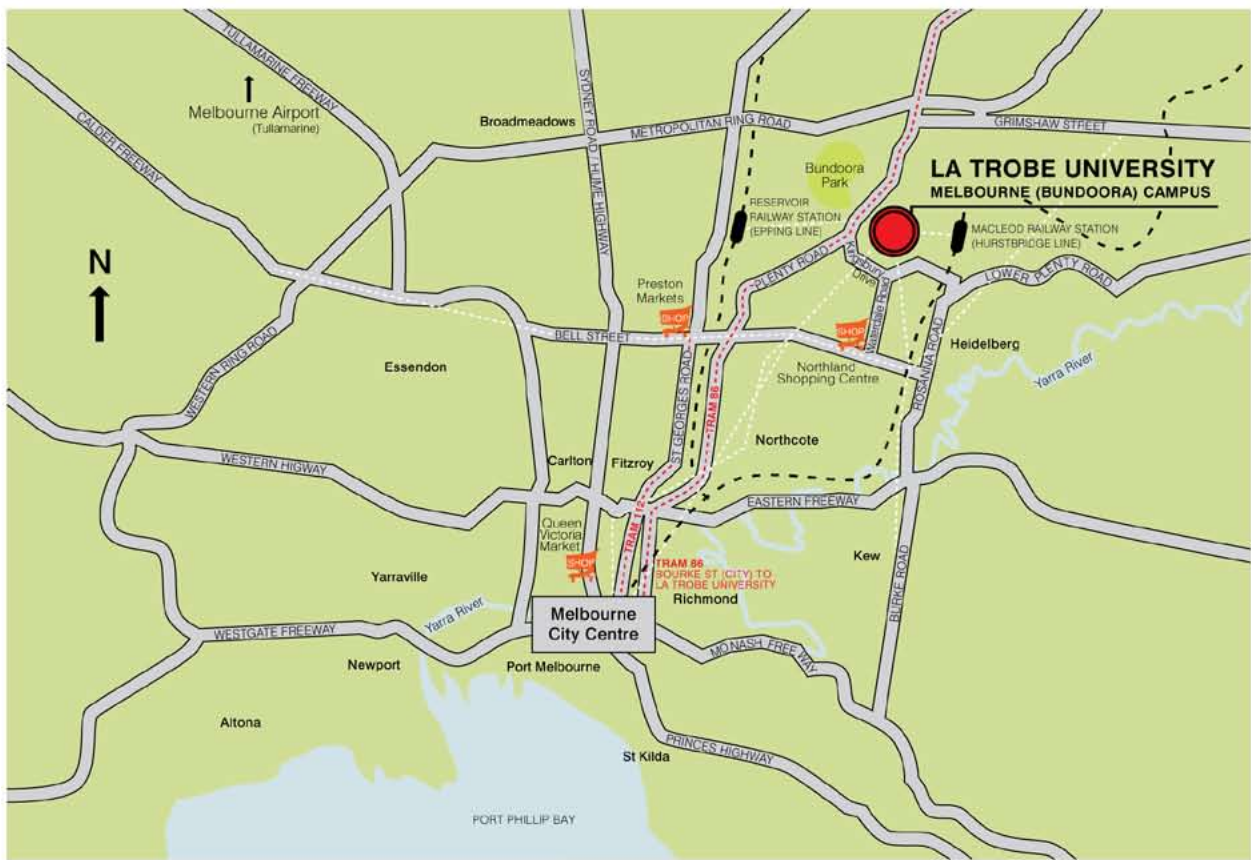 TULLAMARINE FREEWAY
Melbourne Airport
(Tullamarine)
CALDER FREEWAY
Broadmeadows
SYDNEY ROAD / HUME HIGHWAY
METROPOLITAN RING ROAD
GRIMSHAW STREET
Bundoora
Park
LA TROBE UNIVERSITY
MELBOURNE (BUNDOORA) CAMPUS
RESERVOIR
RAILWAY STATION
(EPPING LINE)
MACLEOD RAILWAY STATION
(HURSTBRIDGE LINE)
N
PLENTY ROAD
Kingsbury
Drive
LOWER PLENTY ROAD
Preston
Markets
SHOP
Waterdale Road
SHOP
BELL STREET
Northland
Shopping Centre
ROSANNA ROAD
Heidelberg
Yarra River
WESTERN RING ROAD
Essendon
ST GEORGES ROAD
TRAM 86
Northcote
WESTERN HIGWAY
Carlton
Fitzroy
EASTERN FREEWAY
TRAM 112
Queen
Victoria
Market
SHOP
Kew
BURKE ROAD
Yarraville
TRAM 86
BOURKE ST (CITY) TO
LA TROBE UNIVERSITY
Richmond
Yarra River
Melbourne
City Centre
WESTGATE FREEWAY
MONASH FREE WAY
Newport
Port Melbourne
Altona
PRINCES HIGHWAY
St Kilda
PORT PHILLIP BAY